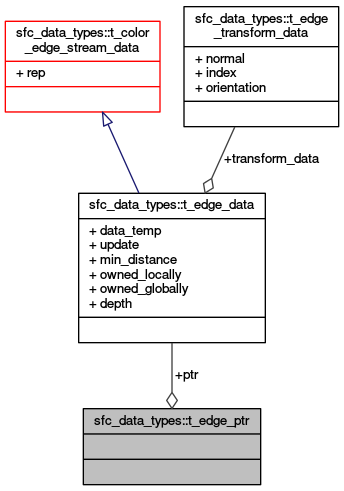 sfc_data_types::t_color
_edge_stream_data
+ rep
sfc_data_types::t_edge
_transform_data
+ normal
+ index
+ orientation
+transform_data
sfc_data_types::t_edge_data
+ data_temp
+ update
+ min_distance
+ owned_locally
+ owned_globally
+ depth
+ptr
sfc_data_types::t_edge_ptr